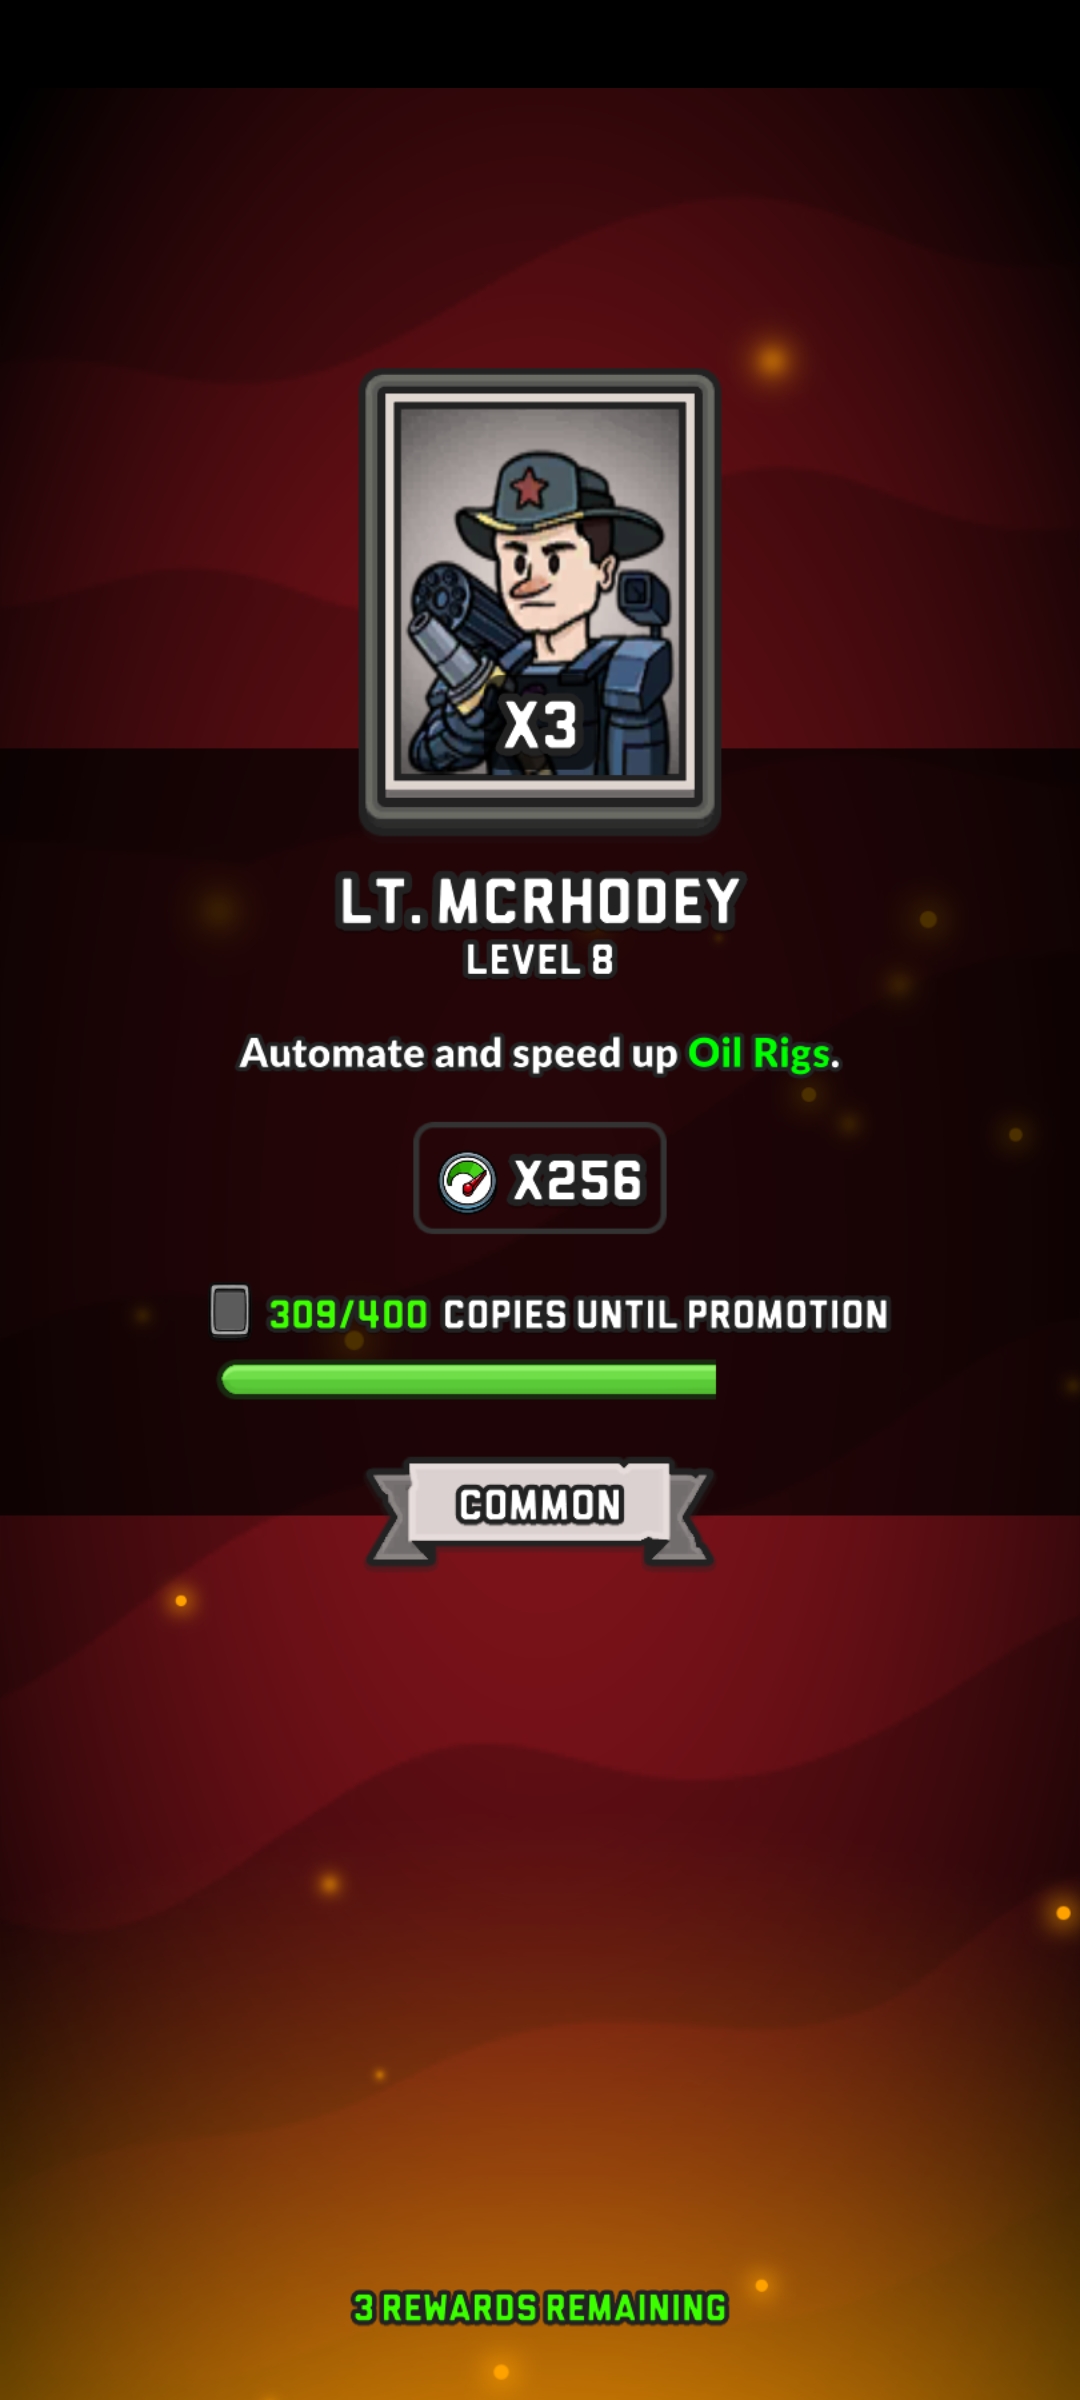 X3
LT. MCRHODEY
LEVEL 8
Automate and speed up Oil Rigs.
X256
309/400 COPIES UNTIL PROMOTION
COMMON
3 REWARDS REMAINING